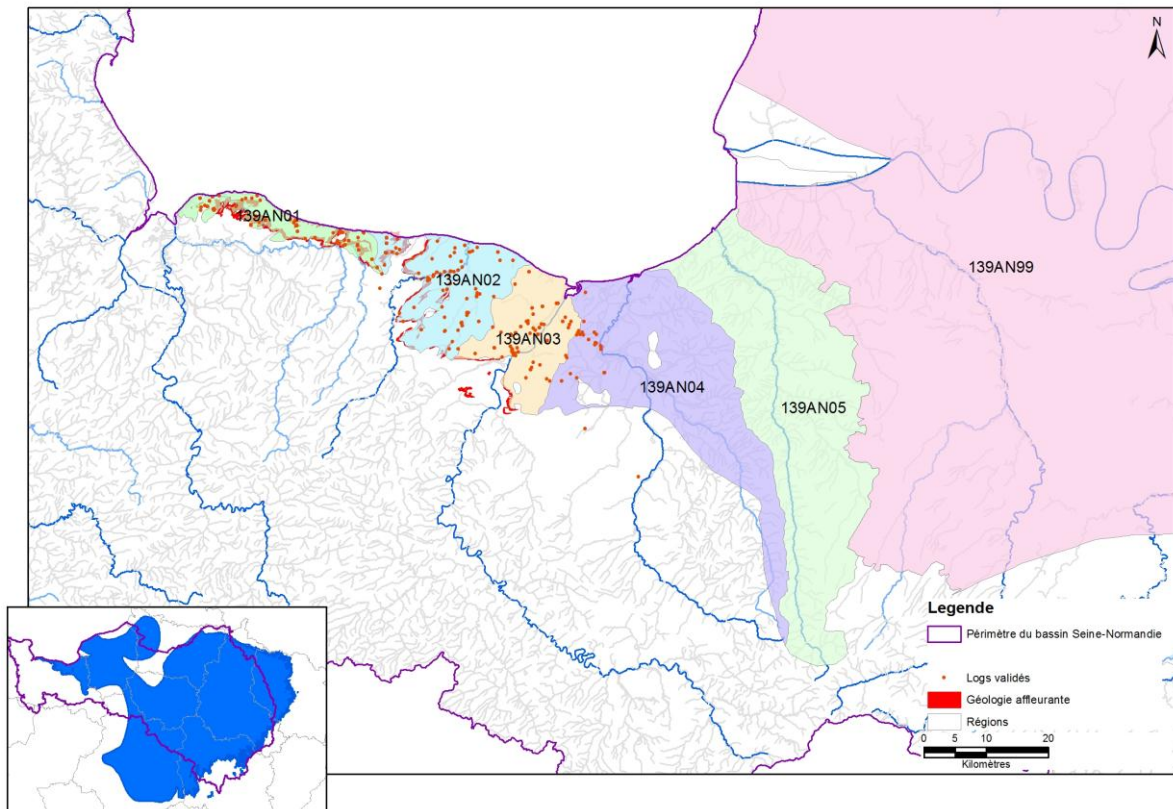 N
139AN01
139AN02
139AN03
139AN04
139AN05
139AN99
Legende
Périmètre du bassin Seine-Normandie
Logs validés
Géologie affleurante
Régions
0 5 10 20
Kilomètres